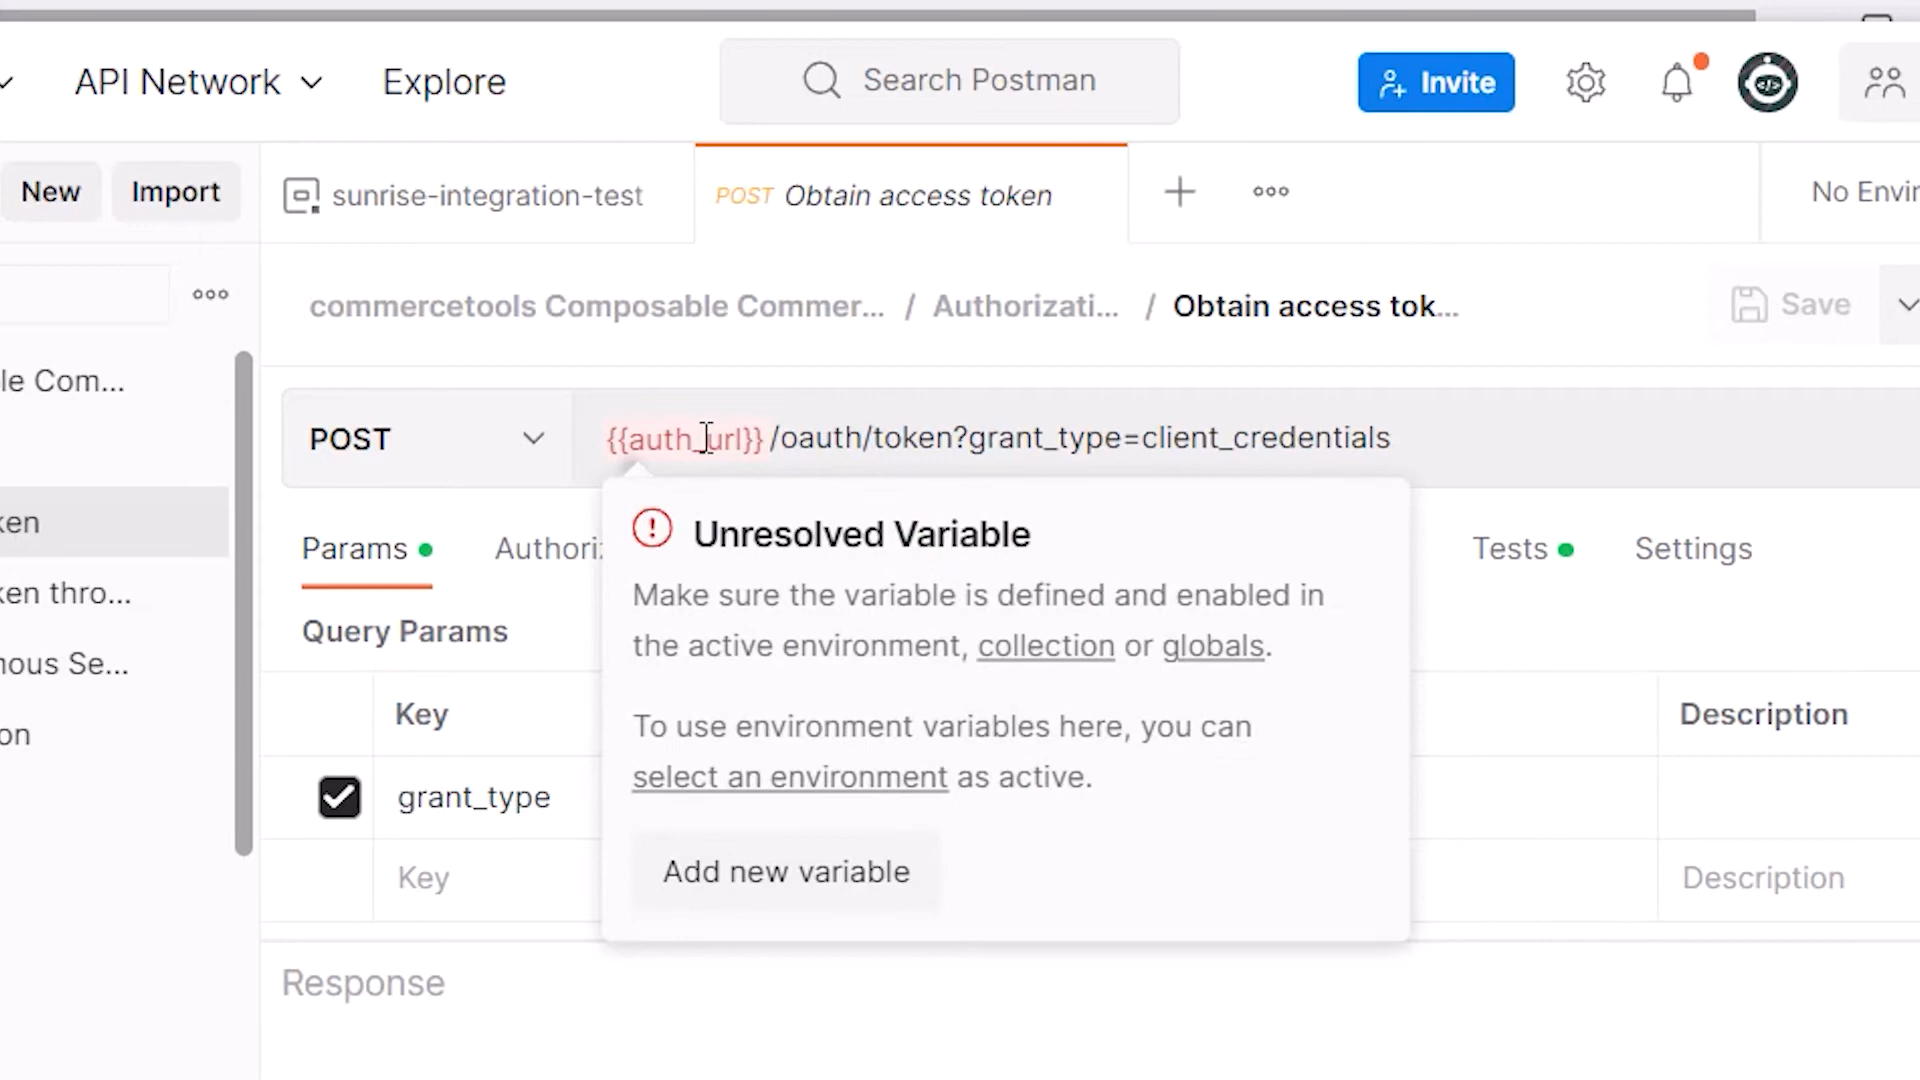 API Network
Explore
Search Postman
Invite
New
Import
sunrise-integration-test
POST Obtain access token
No Envir
commercetools Composable Commer... / Authorizati... / Obtain access tok...
Save
le Com...
ken
ken thro...
nous Se...
on
POST
{{auth_url}}/oauth/token?grant_type=client_credentials
Params
Authoriz
Tests
Settings
Unresolved Variable
Make sure the variable is defined and enabled in
the active environment, collection or globals.
To use environment variables here, you can
select an environment as active.
Add new variable
Query Params
Key
Description
grant_type
Key
Description
Response